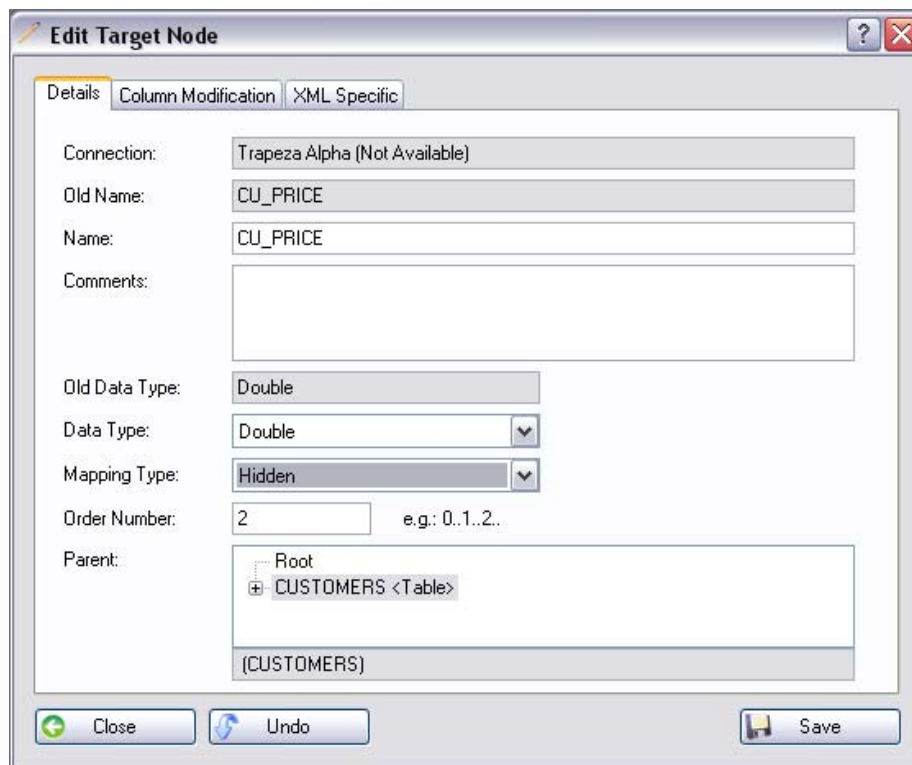 Edit Target Node
Details Column Modification XML Specific
Connection: Trapeza Alpha (Not Available)
Old Name: CU_PRICE
Name: CU_PRICE
Comments:
Old Data Type: Double
Data Type: Double
Mapping Type: Hidden
Order Number: 2 e.g.: 0..1..2..
Parent: Root
CUSTOMERS <Table>
(CUSTOMERS)
Close Undo Save